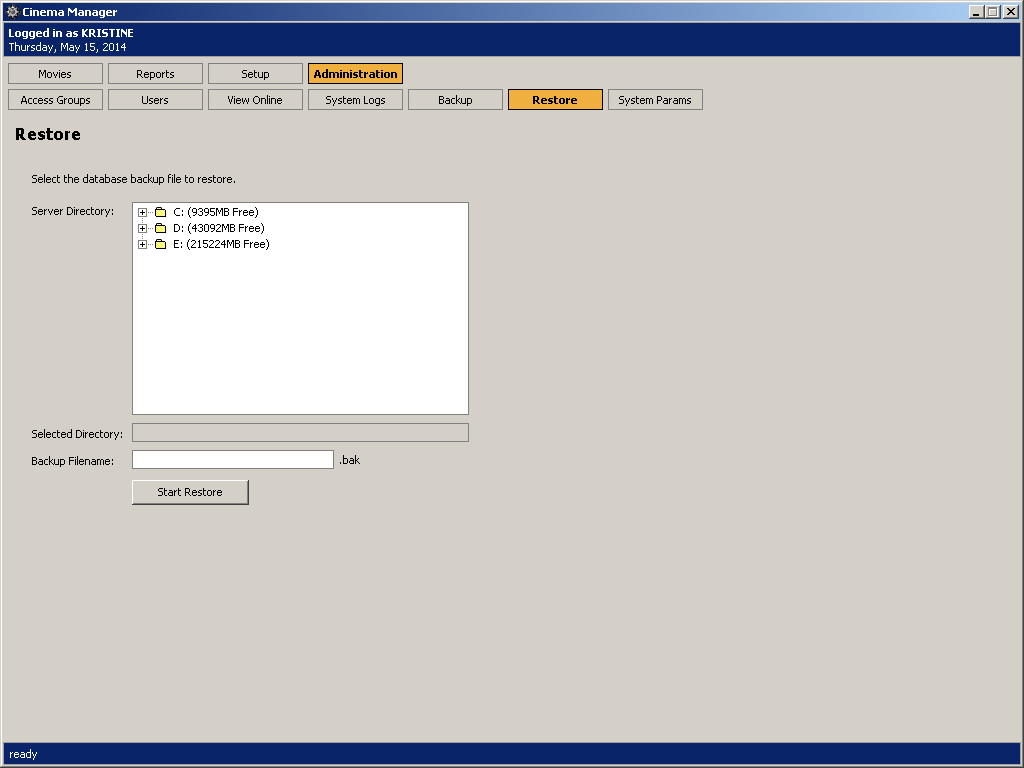 Cinema Manager
Logged in as KRISTINE
Thursday, May 15, 2014
Movies Reports Setup Administration
Access Groups Users View Online System Logs Backup Restore System Params
Restore
Select the database backup file to restore.
Server Directory:
C: (9395MB Free)
D: (43092MB Free)
E: (215224MB Free)
Selected Directory:
Backup Filename: .bak
Start Restore
ready